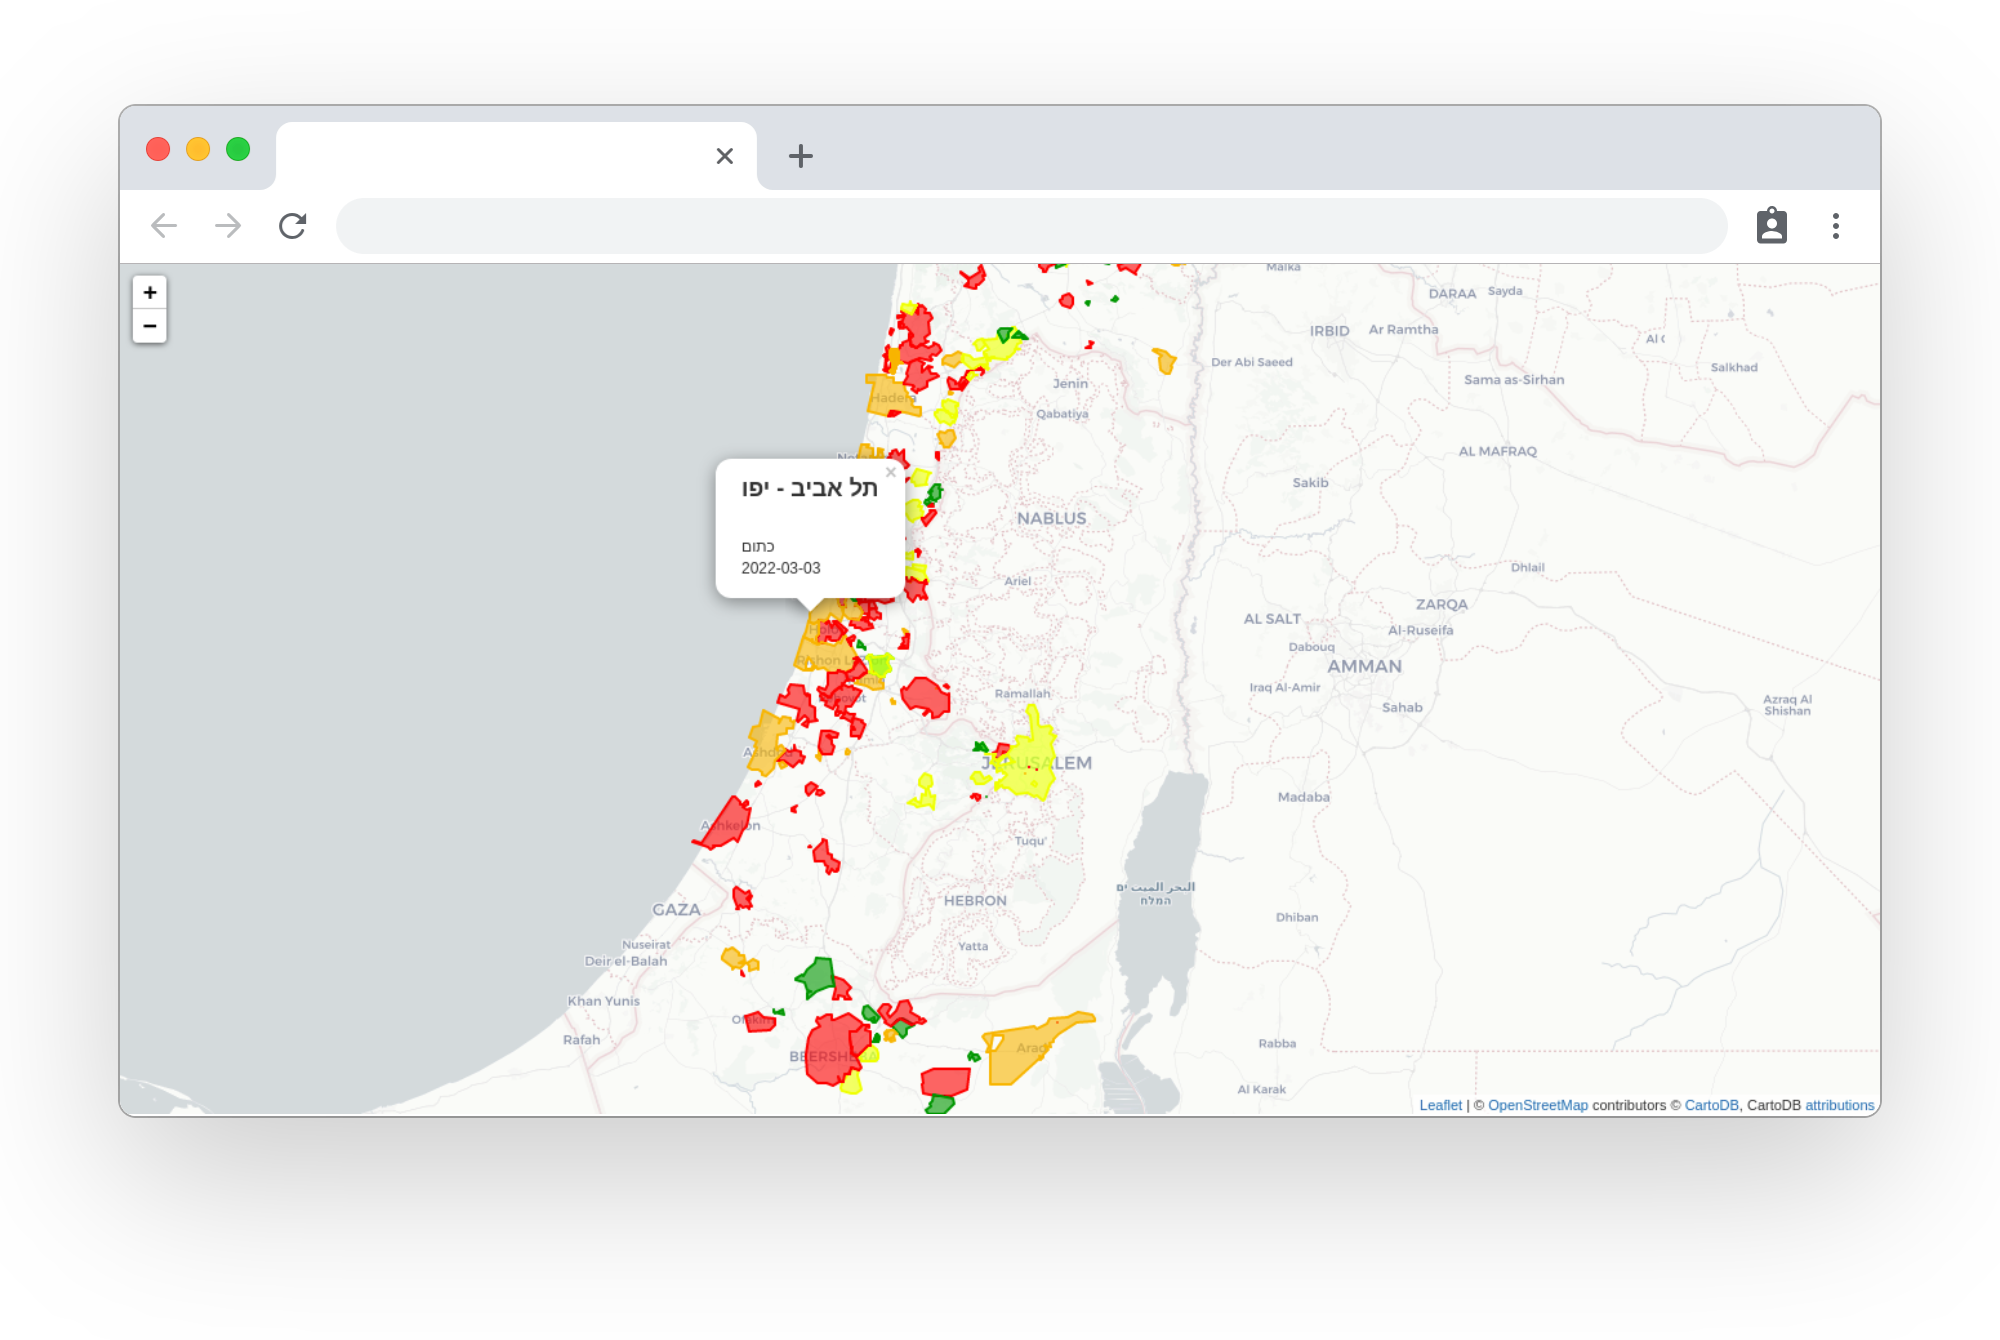 +
−
Malka
DARAA
Sayda
IRBID
Ar Ramtha
Der Abi Saeed
Salkhad
Sama as-Sirhan
Jenin
Hadera
Qabatiya
AL MAFRAQ
Sakib
×
תל אביב - יפו
כתום
2022-03-03
NABLUS
Dhlail
Ariel
ZARQA
AL SALT
Al-Ruseifa
Dabouq
AMMAN
Iraq Al-Amir
Ramallah
Sahab
Azraq Al
Shishan
JERUSALEM
Madaba
Ashkelon
Tuqu'
البحر الميت ים
המלח
HEBRON
GAZA
Dhiban
Nuseirat
Yatta
Deir el-Balah
Khan Yunis
Rafah
Rabba
Arad
BEERSHEBA
Al Karak
Leaflet | © OpenStreetMap contributors © CartoDB, CartoDB attributions